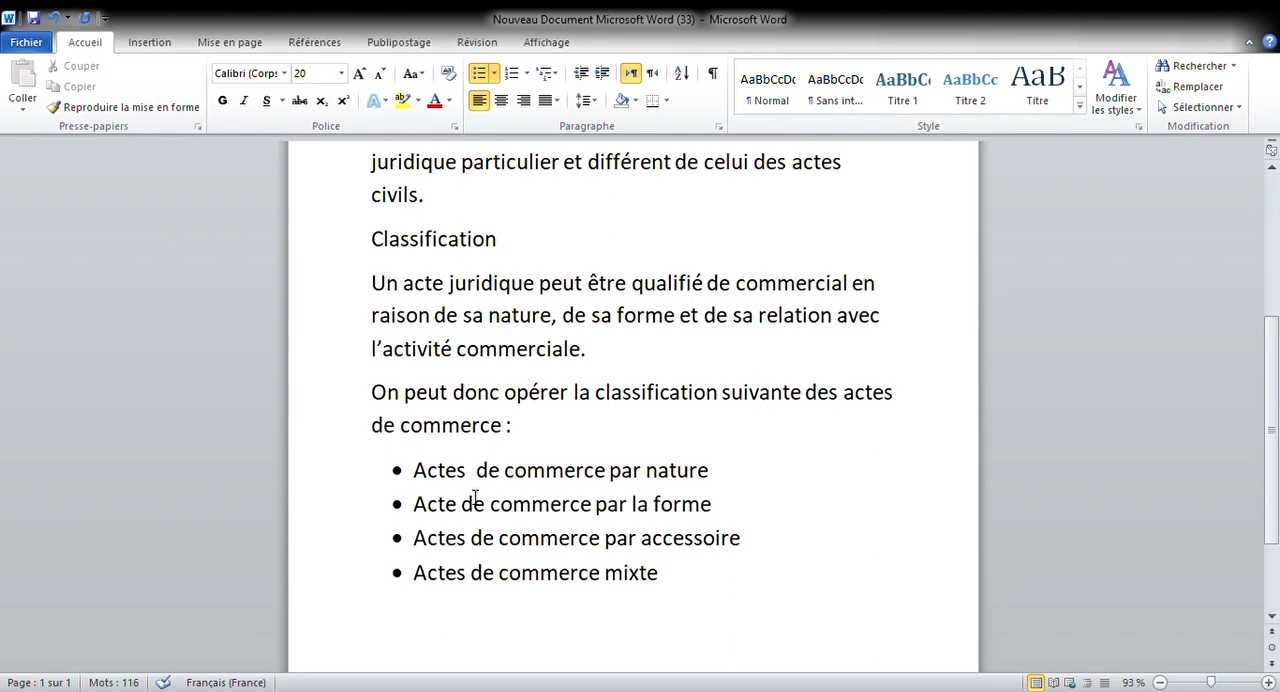 Nouveau Document Microsoft Word (33) - Microsoft Word
Fichier Accueil Insertion Mise en page Références Publipostage Révision Affichage
Coller
Couper
Copier
Reproduire la mise en forme
Presse-papiers
Calibri (Corps 20
G I S abc x₂ x²
Police
Paragraphe
AaBbCcDc AaBbCcDc AaBbC AaBbCc AaB
¶ Normal ¶ Sans int... Titre 1 Titre 2 Titre
Style
Modifier
les styles
Rechercher
Remplacer
Sélectionner
Modification
juridique particulier et différent de celui des actes
civils.
Classification
Un acte juridique peut être qualifié de commercial en
raison de sa nature, de sa forme et de sa relation avec
l’activité commerciale.
On peut donc opérer la classification suivante des actes
de commerce :
• Actes de commerce par nature
• Acte de commerce par la forme
• Actes de commerce par accessoire
• Actes de commerce mixte
Page : 1 sur 1 Mots : 116 Français (France) 93 %